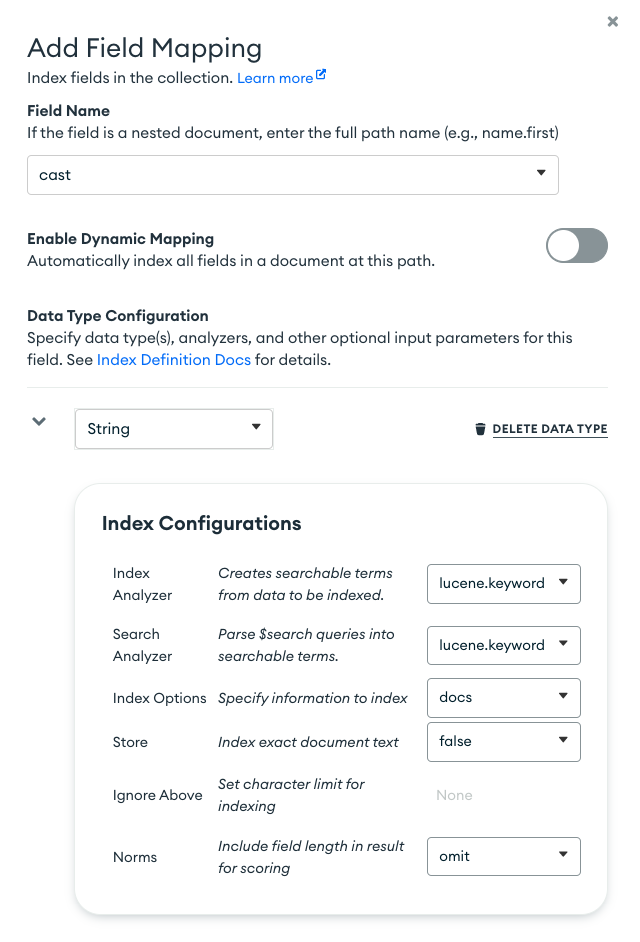 Add Field Mapping
Index fields in the collection. Learn more
Field Name
If the field is a nested document, enter the full path name (e.g., name.first)
cast
Enable Dynamic Mapping
Automatically index all fields in a document at this path.
Data Type Configuration
Specify data type(s), analyzers, and other optional input parameters for this
field. See Index Definition Docs for details.
String
DELETE DATA TYPE
Index Configurations
Index
Analyzer
Creates searchable terms
from data to be indexed.
lucene.keyword
Search
Analyzer
Parse $search queries into
searchable terms.
lucene.keyword
Index Options
Specify information to index
docs
Store
Index exact document text
false
Ignore Above
Set character limit for
indexing
None
Norms
Include field length in result
for scoring
omit